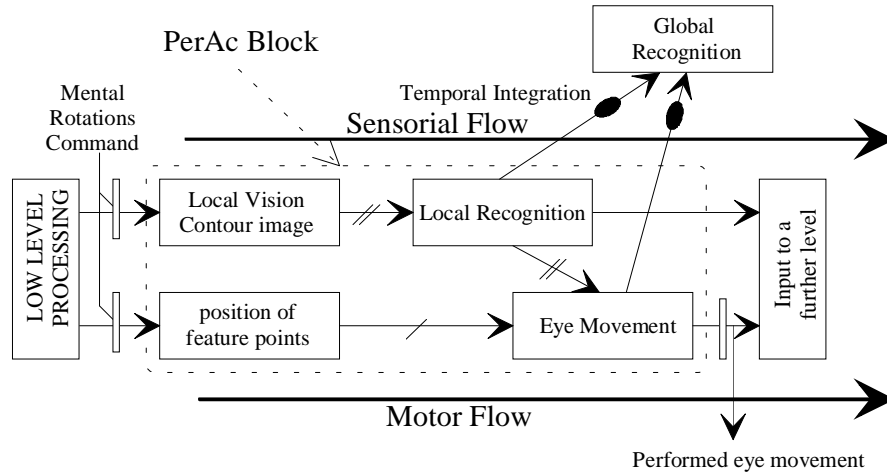 Global
Recognition
PerAc Block
Mental
Rotations
Command
Temporal Integration
Sensorial Flow
LOW LEVEL
PROCESSING
Local Vision
Contour image
Local Recognition
Input to a
further level
position of
feature points
Eye Movement
Motor Flow
Performed eye movement